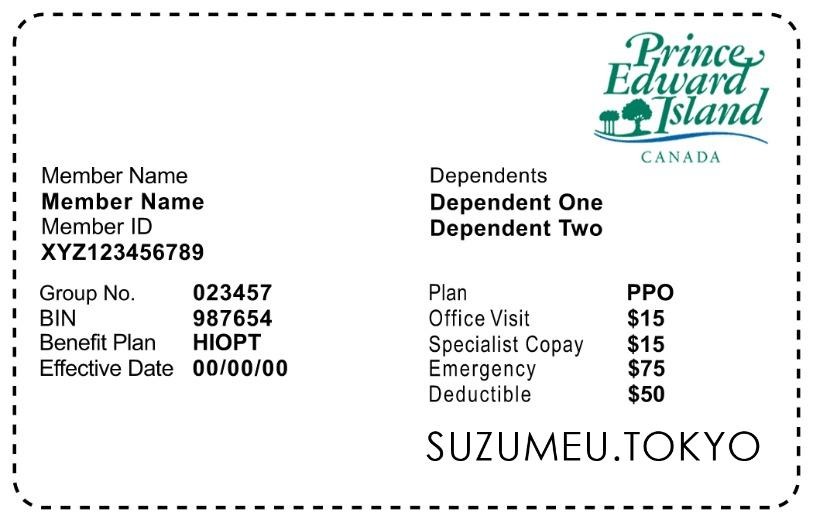 Prince
Edward
Island
CANADA
Member Name
Member Name
Member ID
XYZ123456789
Dependents
Dependent One
Dependent Two
Group No. 023457
BIN 987654
Benefit Plan HIOPT
Effective Date 00/00/00
Plan PPO
Office Visit $15
Specialist Copay $15
Emergency $75
Deductible $50
SUZUMEU.TOKYO